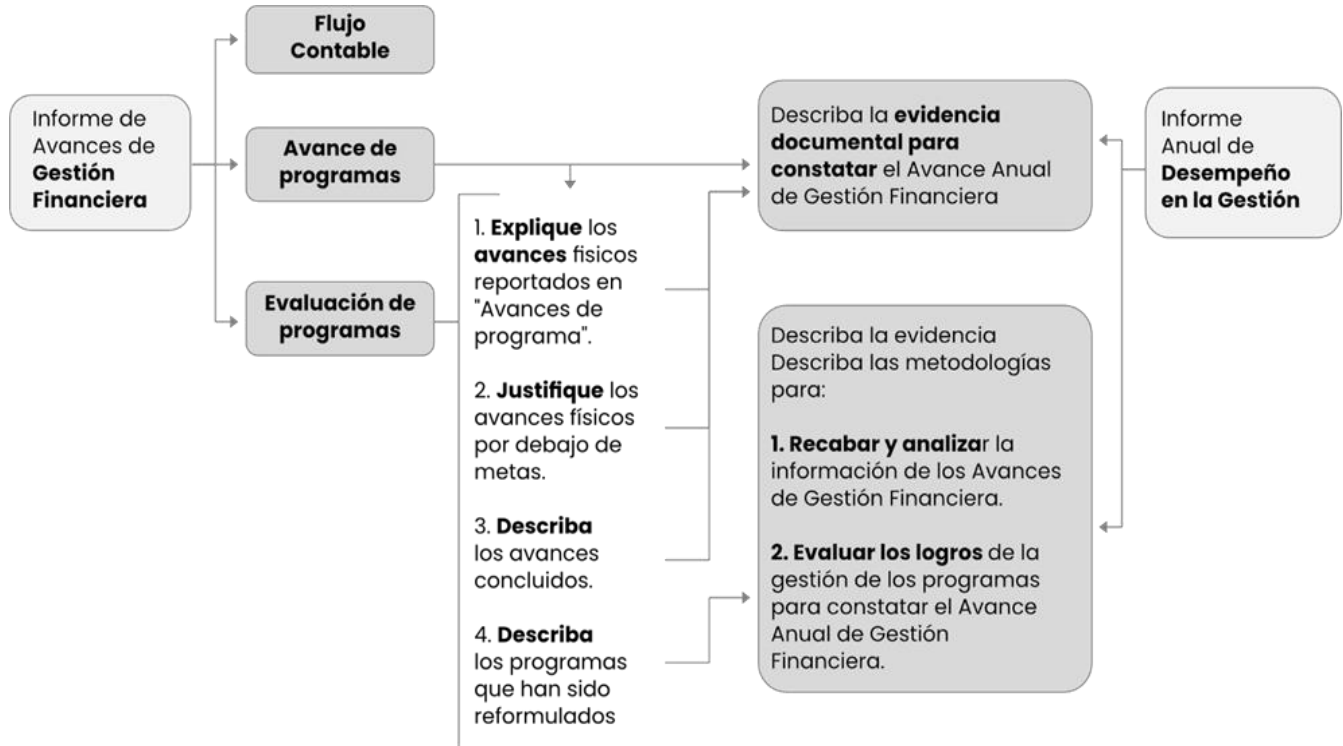 Informe de
Avances de
Gestión
Financiera
Flujo
Contable
Avance de
programas
Evaluación de
programas
1. Explique los
avances fisicos
reportados en
"Avances de
programa".
2. Justifique los
avances físicos
por debajo de
metas.
3. Describa
los avances
concluidos.
4. Describa
los programas
que han sido
reformulados
Describa la evidencia
documental para
constatar el Avance Anual
de Gestión Financiera
Describa la evidencia
Describa las metodologías
para:
1. Recabar y analizar la
información de los Avances
de Gestión Financiera.
2. Evaluar los logros de la
gestión de los programas
para constatar el Avance
Anual de Gestión
Financiera.
Informe
Anual de
Desempeño
en la Gestión